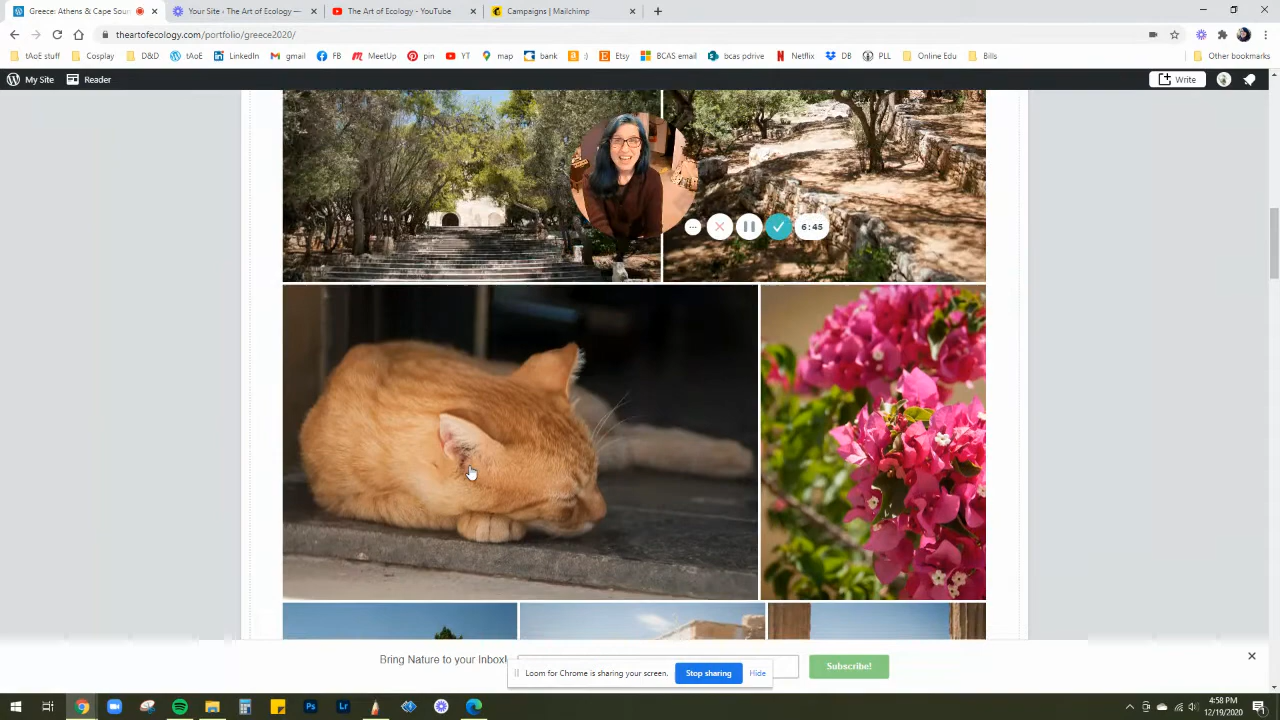 Greece: Athens & Cape Soun
Your Site - The Art of Ecology —
The Art of Ecology - YouTube
Campaigns | Mailchimp
theartofecology.com/portfolio/greece2020/
tAoE stuff
Cosplay
D&D
tAoE
LinkedIn
gmail
FB
MeetUp
pin
YT
map
bank
:)
Etsy
BCAS email
bcas pdrive
Netflix
DB
PLL
Online Edu
Bills
Other bookmarks
My Site
Reader
Write
6:45
Bring Nature to your Inbox!
Subscribe!
Loom for Chrome is sharing your screen.
Stop sharing
Hide
4:58 PM
12/19/2020